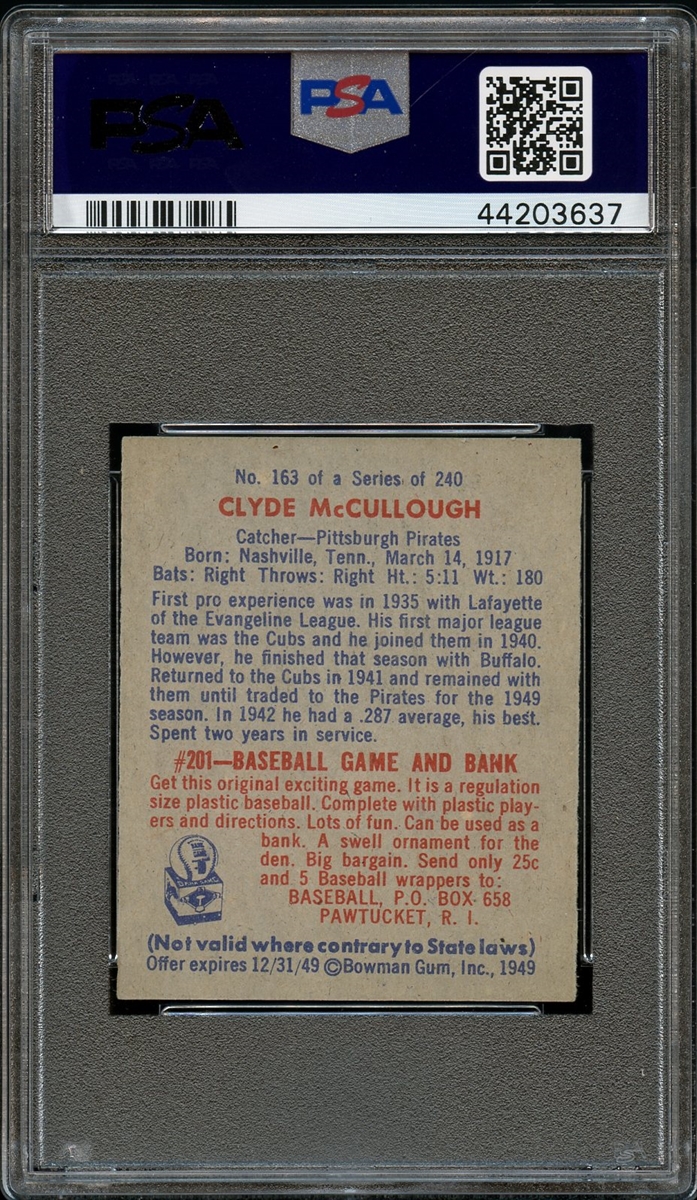 PSA
PSA
44203637
No. 163 of a Series of 240
CLYDE McCULLOUGH
Catcher—Pittsburgh Pirates
Born: Nashville, Tenn., March 14, 1917
Bats: Right Throws: Right Ht.: 5:11 Wt.: 180
First pro experience was in 1935 with Lafayette
of the Evangeline League. His first major league
team was the Cubs and he joined them in 1940.
However, he finished that season with Buffalo.
Returned to the Cubs in 1941 and remained with
them until traded to the Pirates for the 1949
season. In 1942 he had a .287 average, his best.
Spent two years in service.
#201—BASEBALL GAME AND BANK
Get this original exciting game. It is a regulation
size plastic baseball. Complete with plastic play-
ers and directions. Lots of fun. Can be used as a
bank. A swell ornament for the
den. Big bargain. Send only 25c
and 5 Baseball wrappers to:
BASEBALL, P.O. BOX 658
PAWTUCKET, R. I.
(Not valid where contrary to State laws)
Offer expires 12/31/49 ©Bowman Gum, Inc., 1949